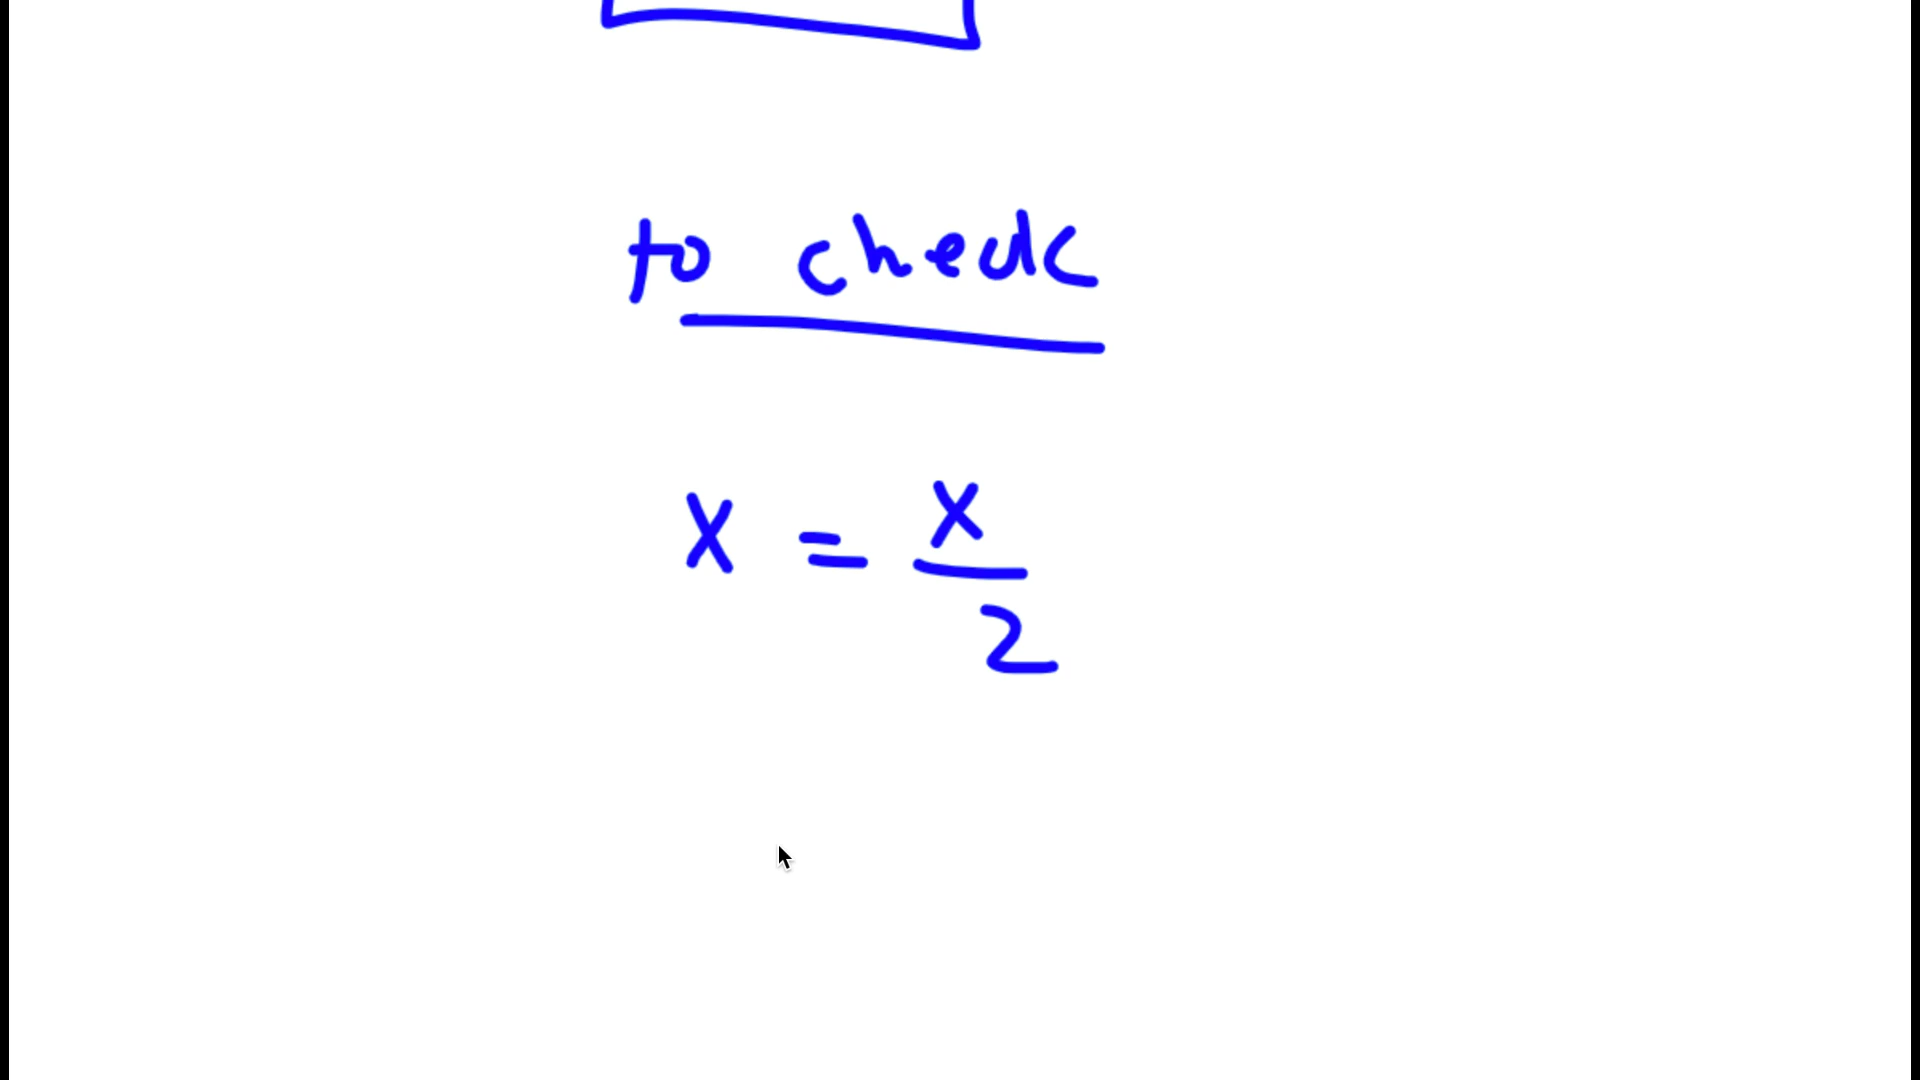 to check
x = x/2